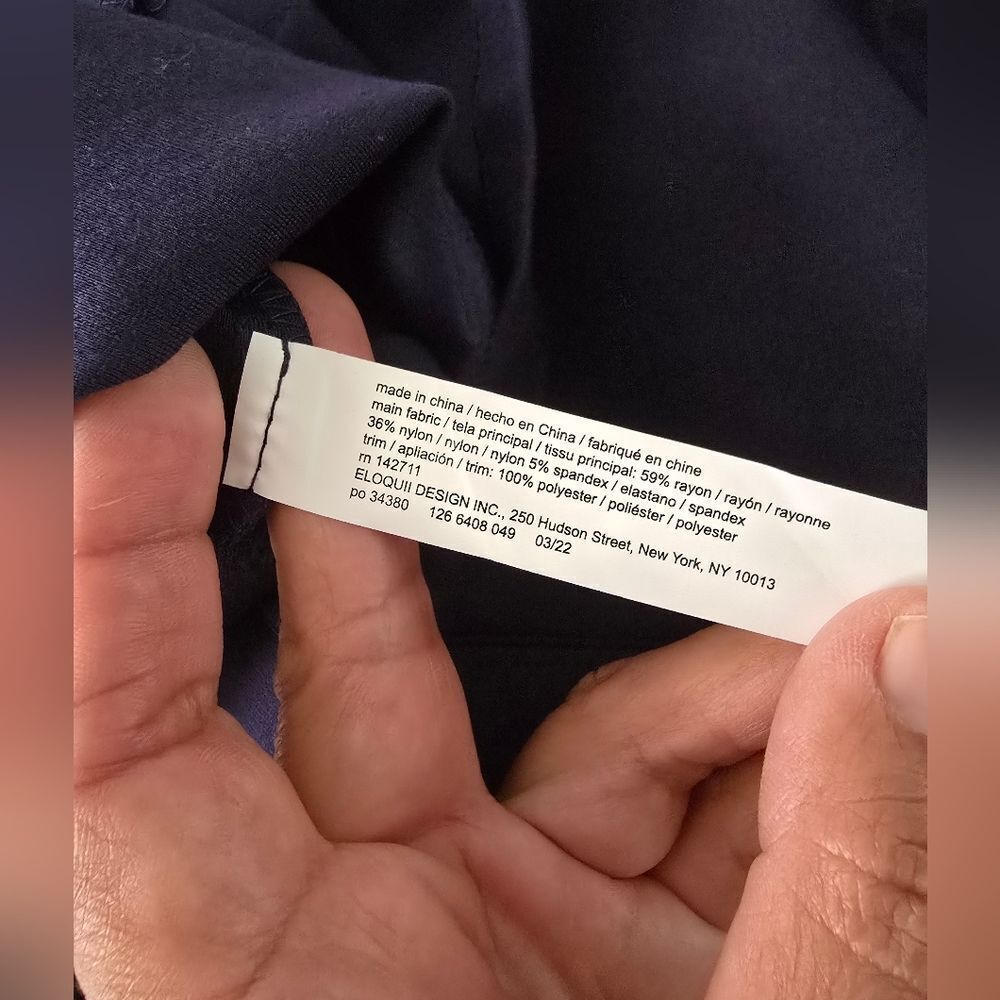 made in china / hecho en China / fabriqué en chine
main fabric / tela principal / tissu principal: 59% rayon / rayón / rayonne
36% nylon / nylon / nylon 5% spandex / elastano / spandex
trim / apliación / trim: 100% polyester / poliéster / polyester
rn 142711
ELOQUII DESIGN INC., 250 Hudson Street, New York, NY 10013
po 34380 126 6408 049 03/22